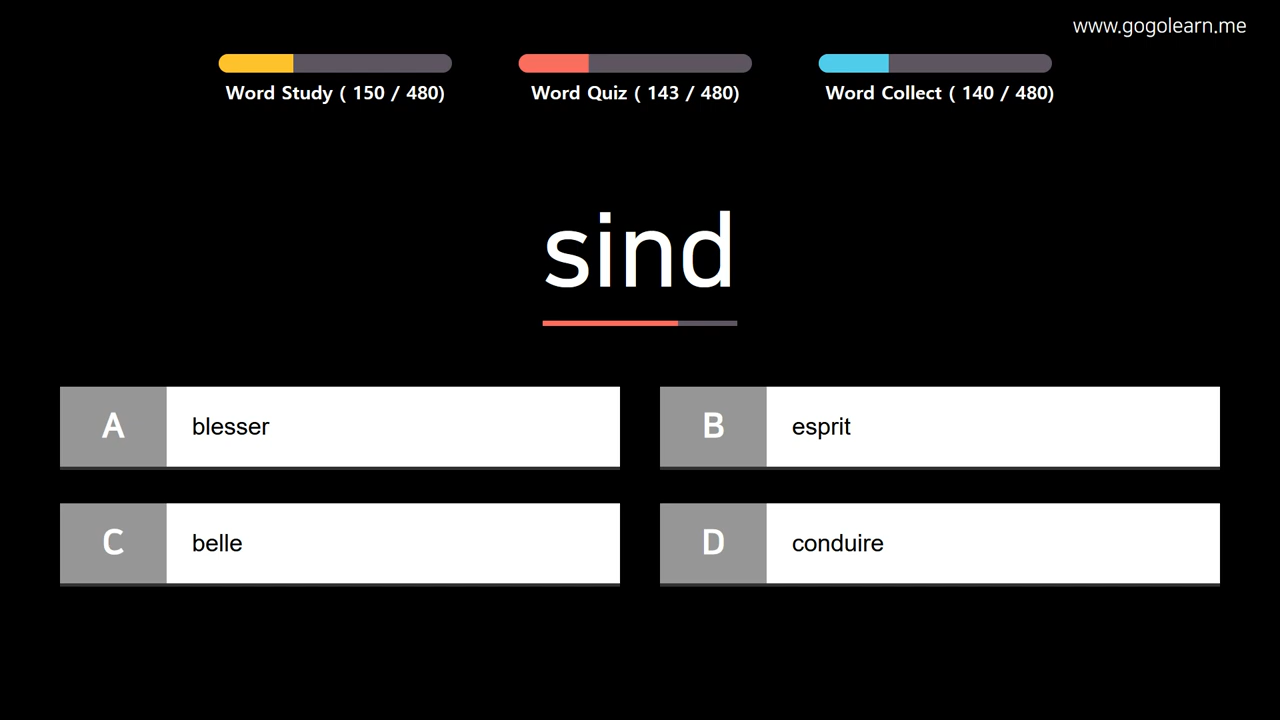 www.gogolearn.me
Word Study ( 150 / 480)
Word Quiz ( 143 / 480)
Word Collect ( 140 / 480)
sind
A blesser
B esprit
C belle
D conduire